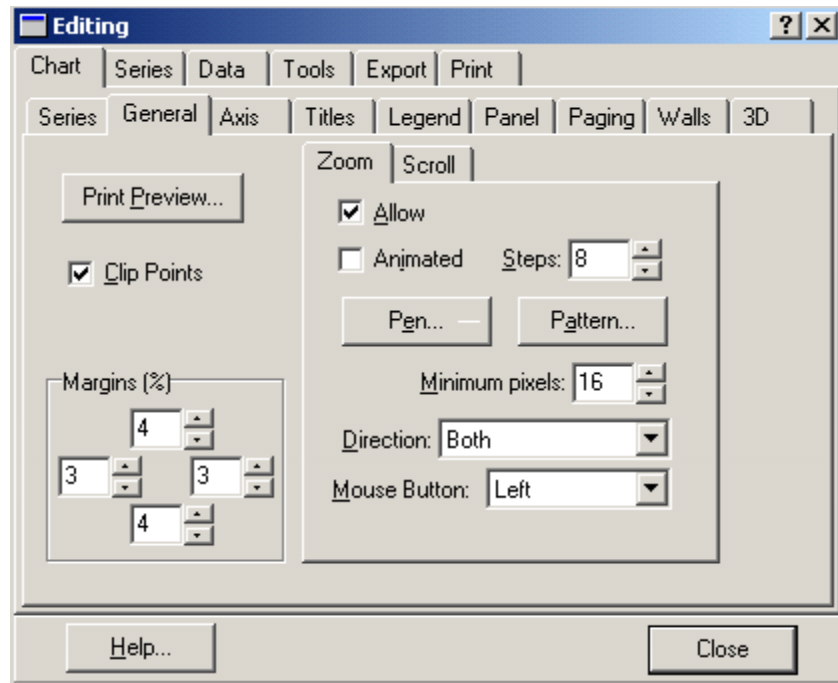 Editing
Chart Series Data Tools Export Print
Series General Axis Titles Legend Panel Paging Walls 3D
Print Preview...
Clip Points
Margins (%)
4
3 3
4
Zoom Scroll
Allow
Animated Steps: 8
Pen... Pattern...
Minimum pixels: 16
Direction: Both
Mouse Button: Left
Help... Close